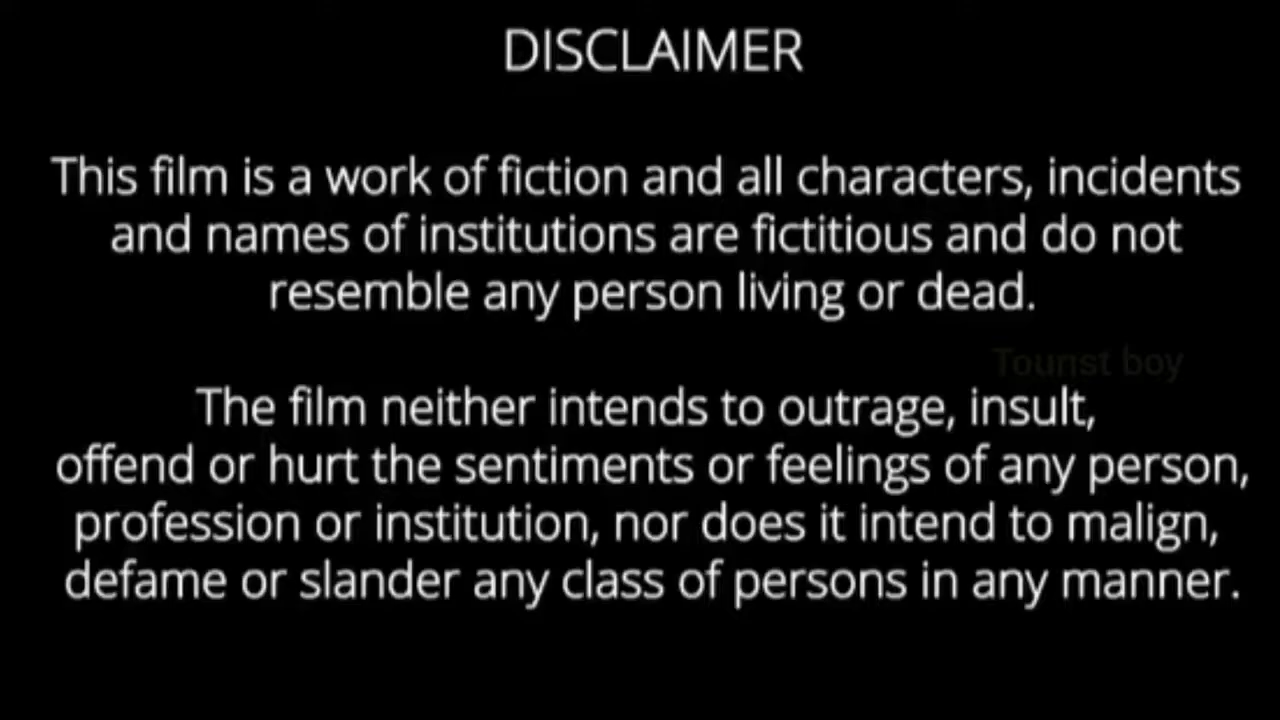 DISCLAIMER
This film is a work of fiction and all characters, incidents
and names of institutions are fictitious and do not
resemble any person living or dead.
Tourist boy
The film neither intends to outrage, insult,
offend or hurt the sentiments or feelings of any person,
profession or institution, nor does it intend to malign,
defame or slander any class of persons in any manner.